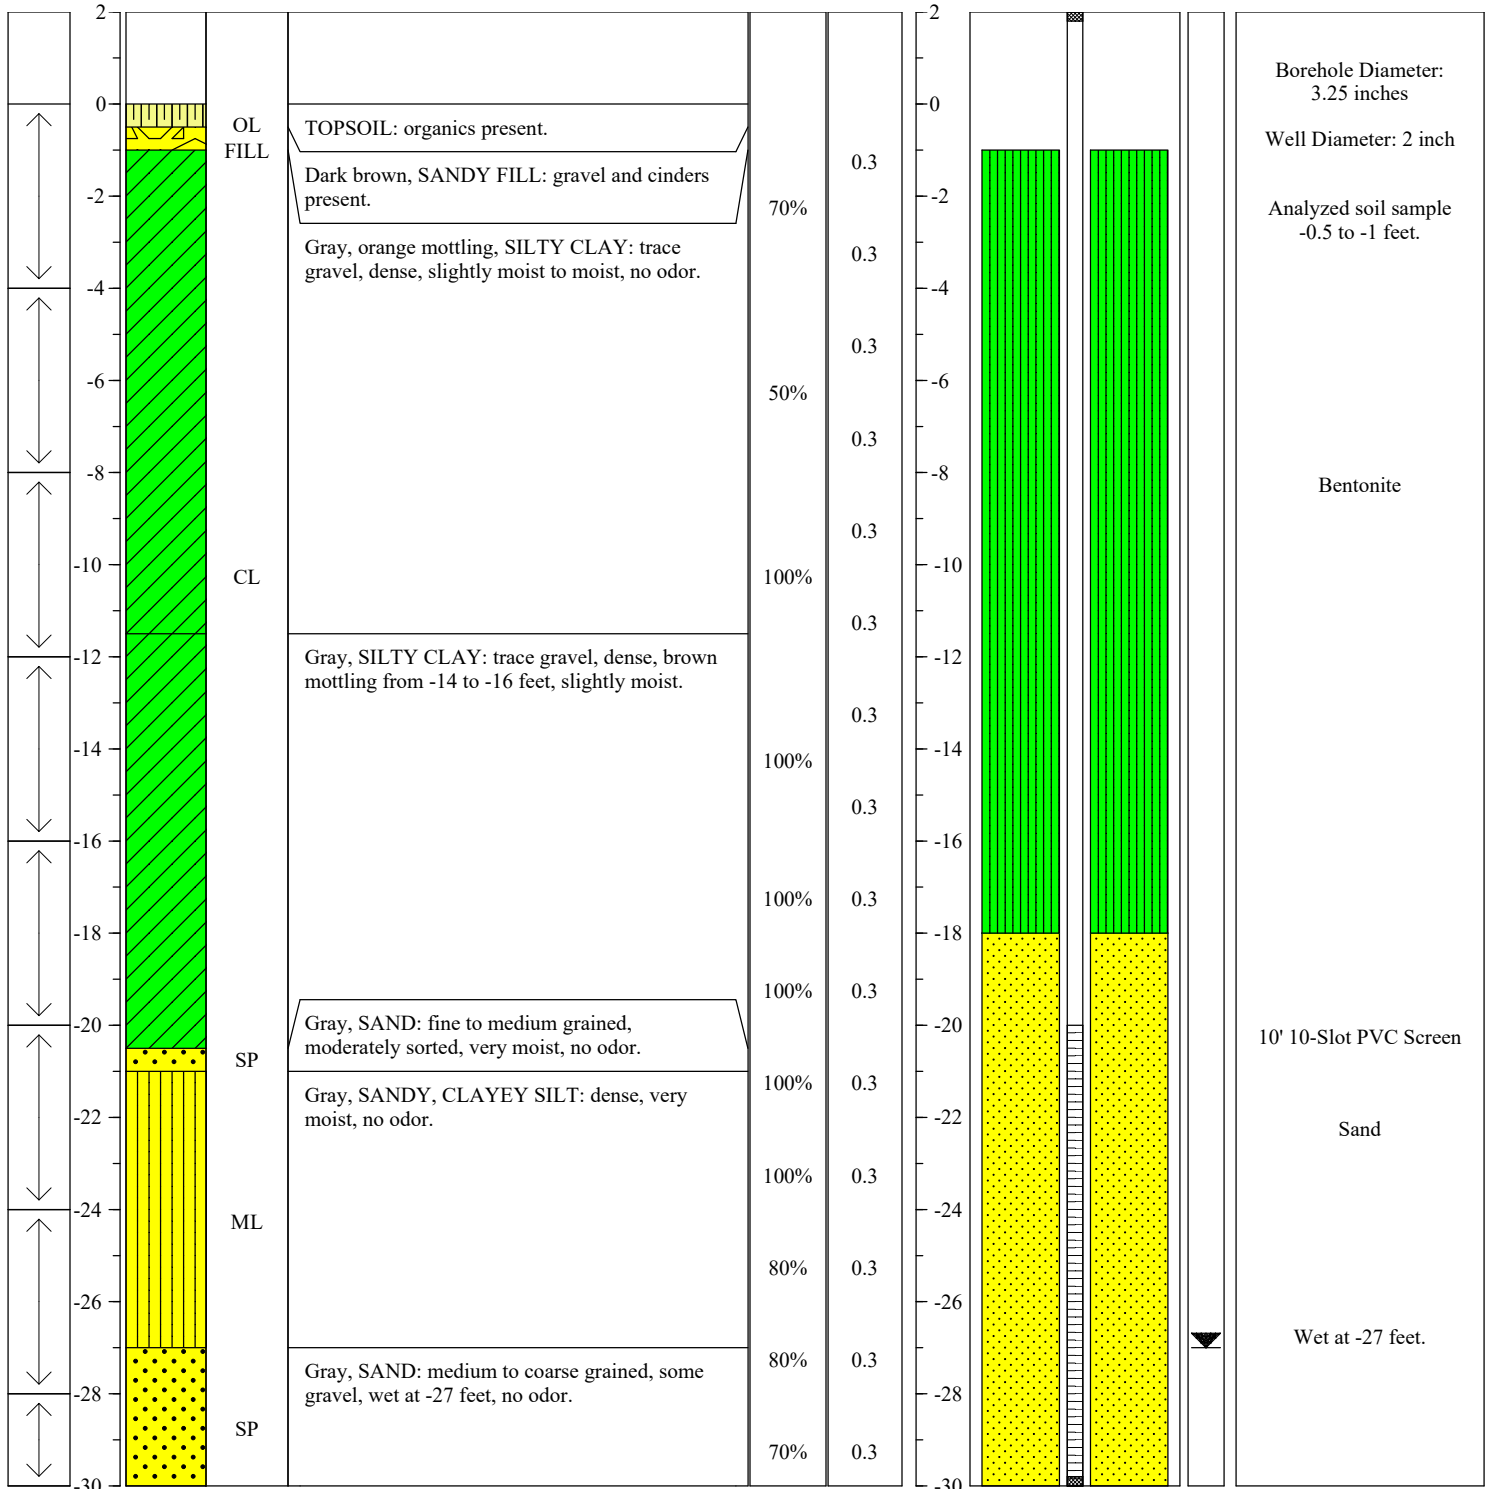 2
2
Borehole Diameter:
3.25 inches
0
0
OL
TOPSOIL: organics present.
Well Diameter: 2 inch
FILL
0.3
Dark brown, SANDY FILL: gravel and cinders
present.
-2
70%
-2
Analyzed soil sample
-0.5 to -1 feet.
Gray, orange mottling, SILTY CLAY: trace
gravel, dense, slightly moist to moist, no odor.
0.3
-4
-4
0.3
-6
50%
-6
0.3
-8
-8
Bentonite
0.3
-10
CL
100%
-10
0.3
-12
-12
Gray, SILTY CLAY: trace gravel, dense, brown
mottling from -14 to -16 feet, slightly moist.
0.3
-14
100%
-14
0.3
-16
-16
100%
0.3
-18
-18
100%
0.3
-20
-20
Gray, SAND: fine to medium grained,
moderately sorted, very moist, no odor.
10' 10-Slot PVC Screen
SP
100%
0.3
Gray, SANDY, CLAYEY SILT: dense, very
moist, no odor.
-22
-22
Sand
100%
0.3
-24
ML
-24
80%
0.3
-26
-26
Wet at -27 feet.
80%
0.3
Gray, SAND: medium to coarse grained, some
gravel, wet at -27 feet, no odor.
-28
-28
SP
70%
0.3
-30
-30